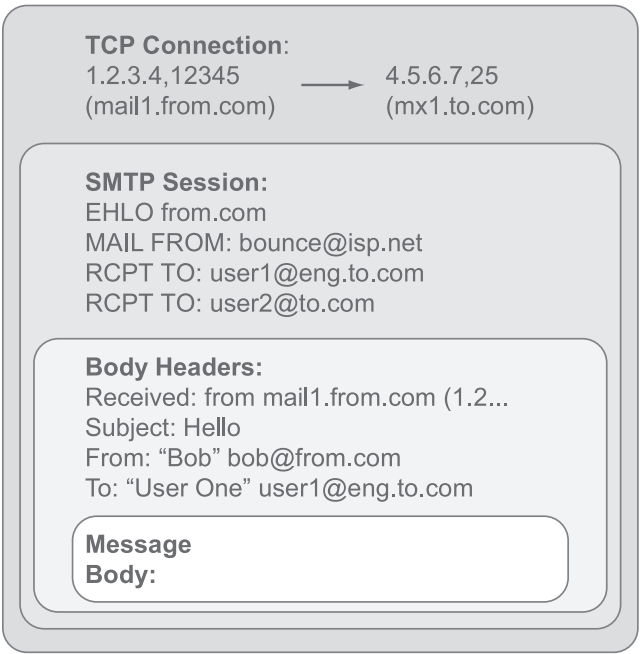 TCP Connection:
1.2.3.4,12345 4.5.6.7,25
(mail1.from.com) (mx1.to.com)
SMTP Session:
EHLO from.com
MAIL FROM: bounce@isp.net
RCPT TO: user1@eng.to.com
RCPT TO: user2@to.com
Body Headers:
Received: from mail1.from.com (1.2...
Subject: Hello
From: “Bob” bob@from.com
To: “User One” user1@eng.to.com
Message
Body: